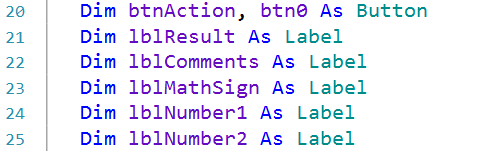 20 Dim btnAction, btn0 As Button
21 Dim lblResult As Label
22 Dim lblComments As Label
23 Dim lblMathSign As Label
24 Dim lblNumber1 As Label
25 Dim lblNumber2 As Label